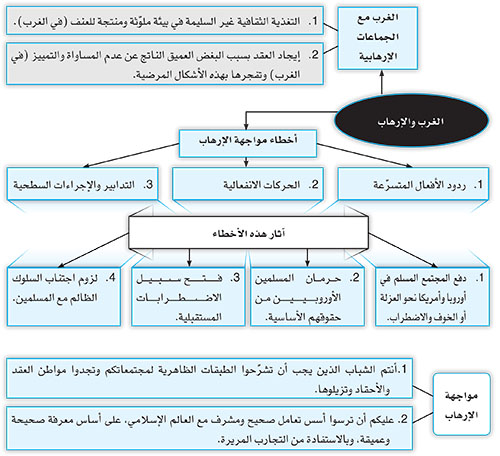 الغرب مع
الجماعات
الإرهابية
1. التغذية الثقافية غير السليمة في بيئة ملوّثة ومنتجة للعنف (في الغرب).
2. إيجاد العقد بسبب البغض العميق الناتج عن عدم المساواة والتمييز (في
الغرب) وتفجرها بهذه الأشكال المرضية.
الغرب والإرهاب
أخطاء مواجهة الإرهاب
1. ردود الأفعال المتسرّعة
2. الحركات الانفعالية
3. التدابير والإجراءات السطحية
آثار هذه الأخطاء
1. دفع المجتمع المسلم في
أوروبا وأمريكا نحو العزلة
أو الخوف والاضطراب.
2. حرمان المسلمين
الأوروبيـيـن مـن
حقوقهم الأساسية.
3. فـتـح سـبـيـل
الاضـطـرابـات
المستقبلية.
4. لزوم اجتناب السلوك
الظالم مع المسلمين.
مواجهة
الإرهاب
1.أنتم الشباب الذين يجب أن تشرّحوا الطبقات الظاهرية لمجتمعاتكم وتجدوا مواطن العقد
والأحقاد وتزيلوها.
2. عليكم أن ترسوا أسس تعامل صحيح ومشرف مع العالم الإسلامي، على أساس معرفة صحيحة
وعميقة، وبالاستفادة من التجارب المريرة.